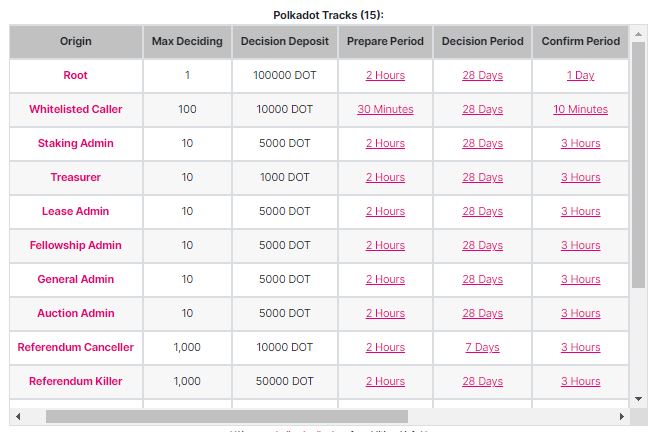 Polkadot Tracks (15):
Origin Max Deciding Decision Deposit Prepare Period Decision Period Confirm Period
Root 1 100000 DOT 2 Hours 28 Days 1 Day
Whitelisted Caller 100 10000 DOT 30 Minutes 28 Days 10 Minutes
Staking Admin 10 5000 DOT 2 Hours 28 Days 3 Hours
Treasurer 10 1000 DOT 2 Hours 28 Days 3 Hours
Lease Admin 10 5000 DOT 2 Hours 28 Days 3 Hours
Fellowship Admin 10 5000 DOT 2 Hours 28 Days 3 Hours
General Admin 10 5000 DOT 2 Hours 28 Days 3 Hours
Auction Admin 10 5000 DOT 2 Hours 28 Days 3 Hours
Referendum Canceller 1,000 10000 DOT 2 Hours 7 Days 3 Hours
Referendum Killer 1,000 50000 DOT 2 Hours 28 Days 3 Hours